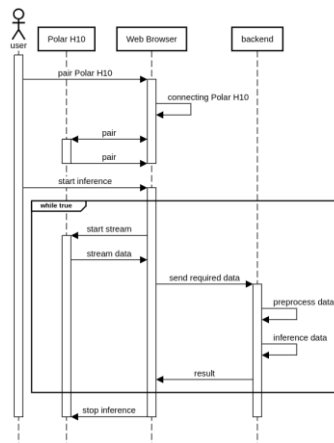 user
Polar H10
Web Browser
backend
pair Polar H10
connecting Polar H10
pair
pair
start inference
while true
start stream
stream data
send required data
preprocess data
inference data
result
stop inference